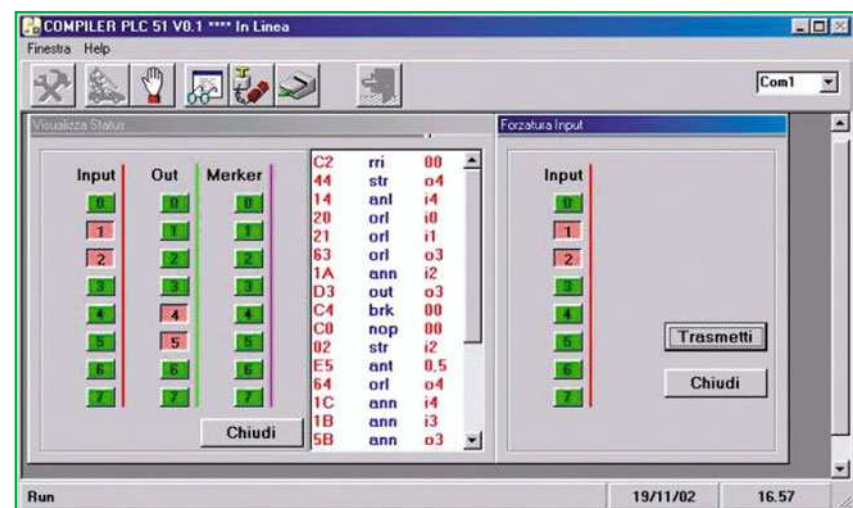 COMPILER PLC 51 V0.1 **** In Linea
Finestra Help
Com1
Visualizza Status
Input Out Merker
0 0 0
1 1 1
2 2 2
3 3 3
4 4 4
5 5 5
6 6 6
7 7 7
Chiudi
C2 rri 00
44 str o4
14 anl i4
20 orl i0
21 orl i1
63 orl o3
1A ann i2
D3 out o3
C4 brk 00
C0 nop 00
02 str i2
E5 ant 0,5
64 orl o4
1C ann i4
1B ann i3
5B ann o3
Forzatura Input
Input
0
1
2
3
4
5
6
7
Trasmetti
Chiudi
Run 19/11/02 16.57